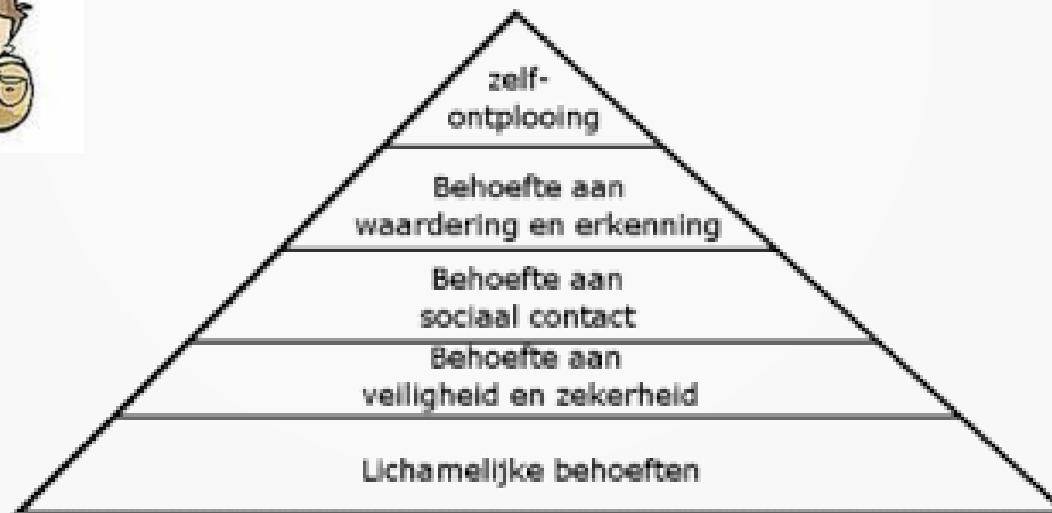 zelf-
ontplooing
Behoefte aan
waardering en erkenning
Behoefte aan
sociaal contact
Behoefte aan
veiligheid en zekerheid
Lichamelijke behoeften